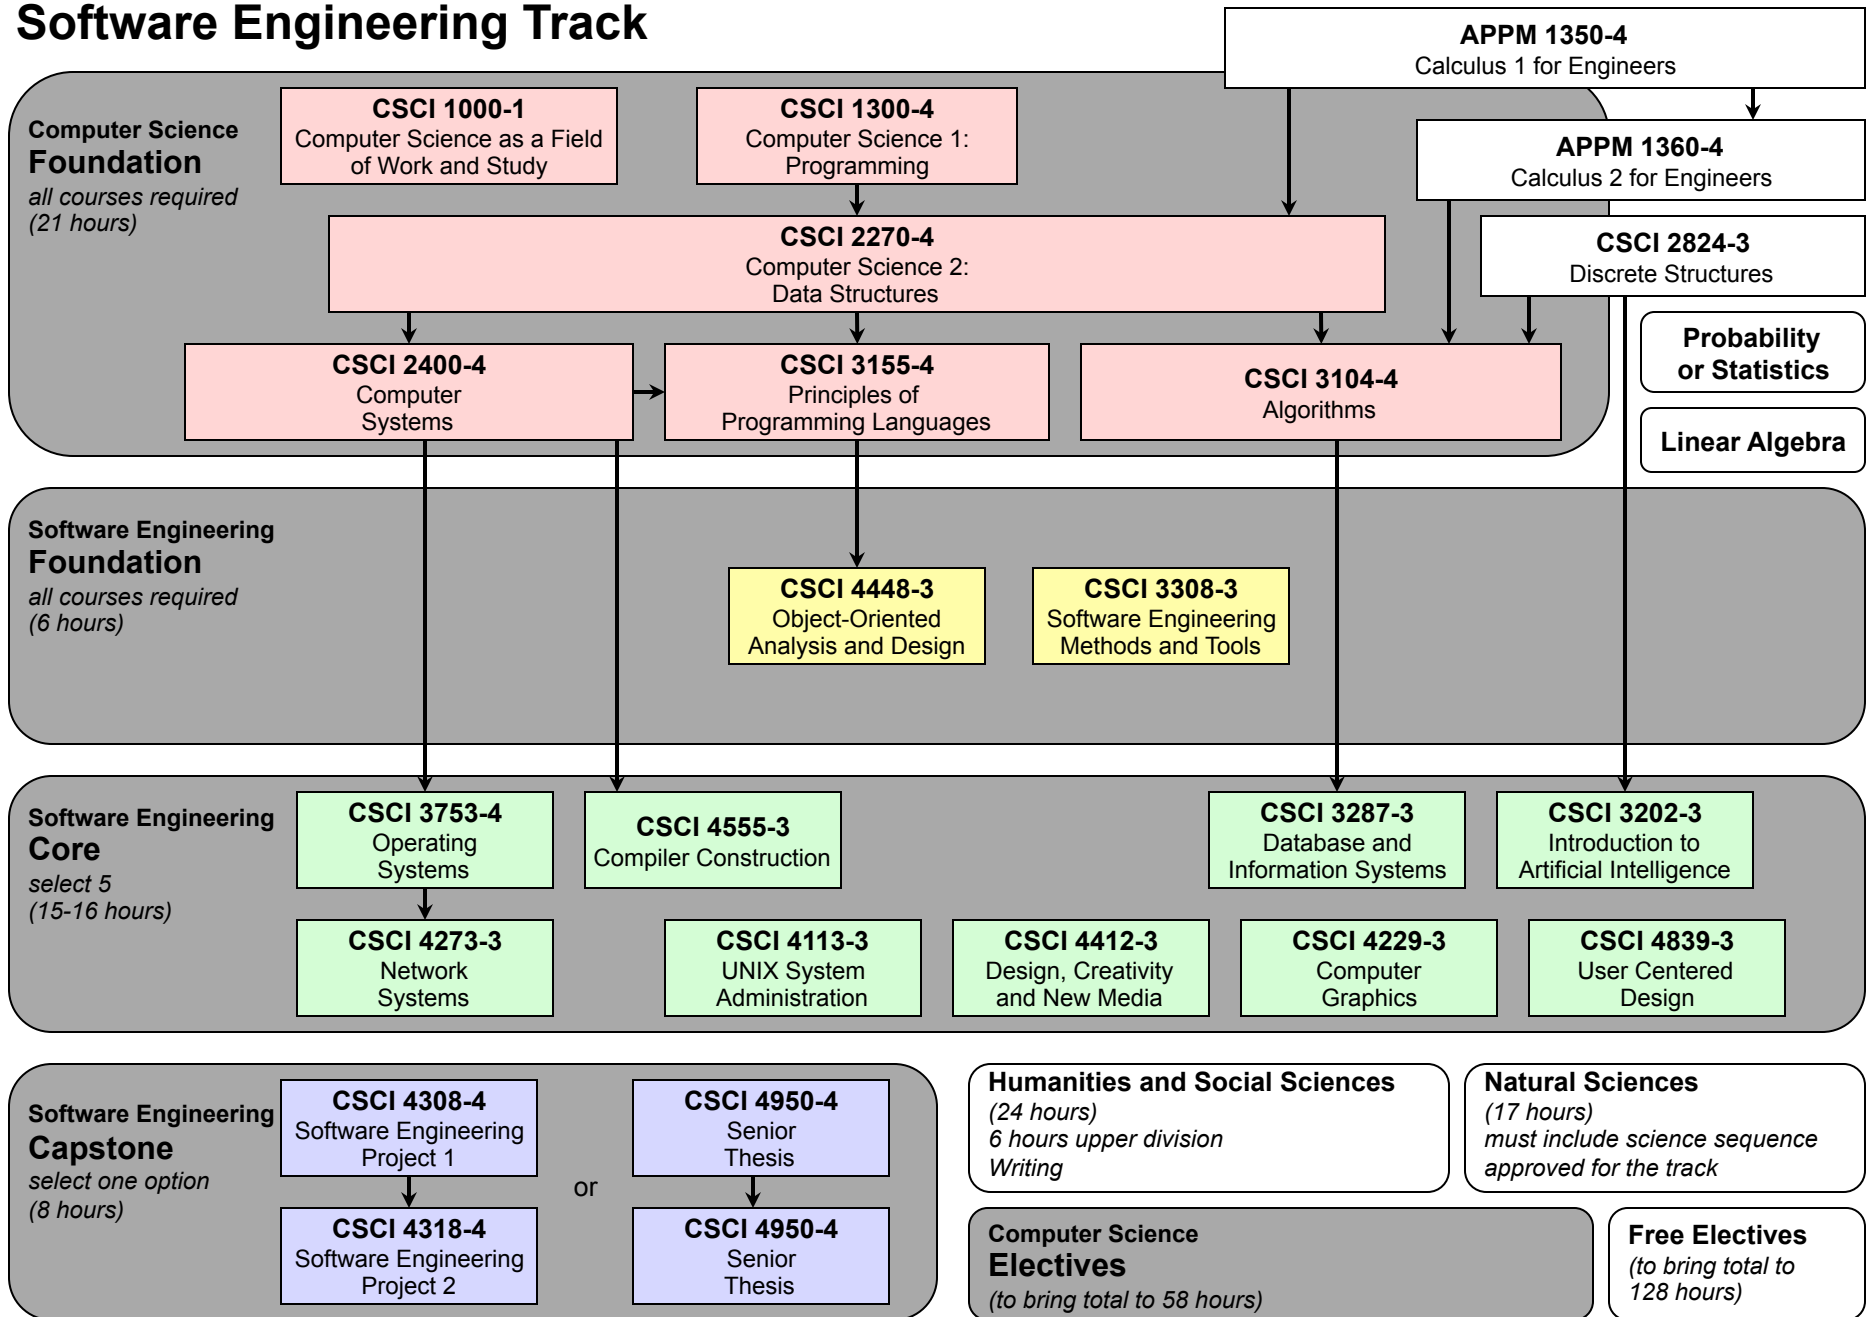 Software Engineering Track
APPM 1350-4
Calculus 1 for Engineers
Computer Science
Foundation
all courses required
(21 hours)
CSCI 1000-1
Computer Science as a Field
of Work and Study
CSCI 1300-4
Computer Science 1:
Programming
APPM 1360-4
Calculus 2 for Engineers
CSCI 2270-4
Computer Science 2:
Data Structures
CSCI 2824-3
Discrete Structures
CSCI 2400-4
Computer
Systems
CSCI 3155-4
Principles of
Programming Languages
CSCI 3104-4
Algorithms
Probability
or Statistics
Linear Algebra
Software Engineering
Foundation
all courses required
(6 hours)
CSCI 4448-3
Object-Oriented
Analysis and Design
CSCI 3308-3
Software Engineering
Methods and Tools
Software Engineering
Core
select 5
(15-16 hours)
CSCI 3753-4
Operating
Systems
CSCI 4555-3
Compiler Construction
CSCI 3287-3
Database and
Information Systems
CSCI 3202-3
Introduction to
Artificial Intelligence
CSCI 4273-3
Network
Systems
CSCI 4113-3
UNIX System
Administration
CSCI 4412-3
Design, Creativity
and New Media
CSCI 4229-3
Computer
Graphics
CSCI 4839-3
User Centered
Design
Software Engineering
Capstone
select one option
(8 hours)
CSCI 4308-4
Software Engineering
Project 1
or
CSCI 4950-4
Senior
Thesis
CSCI 4318-4
Software Engineering
Project 2
CSCI 4950-4
Senior
Thesis
Humanities and Social Sciences
(24 hours)
6 hours upper division
Writing
Natural Sciences
(17 hours)
must include science sequence
approved for the track
Computer Science
Electives
(to bring total to 58 hours)
Free Electives
(to bring total to
128 hours)